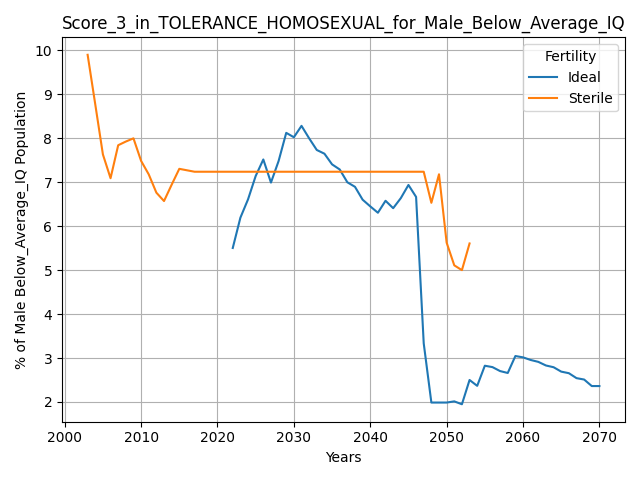 Score_3_in_TOLERANCE_HOMOSEXUAL_for_Male_Below_Average_IQ
Fertility
Ideal
Sterile
% of Male Below_Average_IQ Population
10
9
8
7
6
5
4
3
2
2000 2010 2020 2030 2040 2050 2060 2070
Years